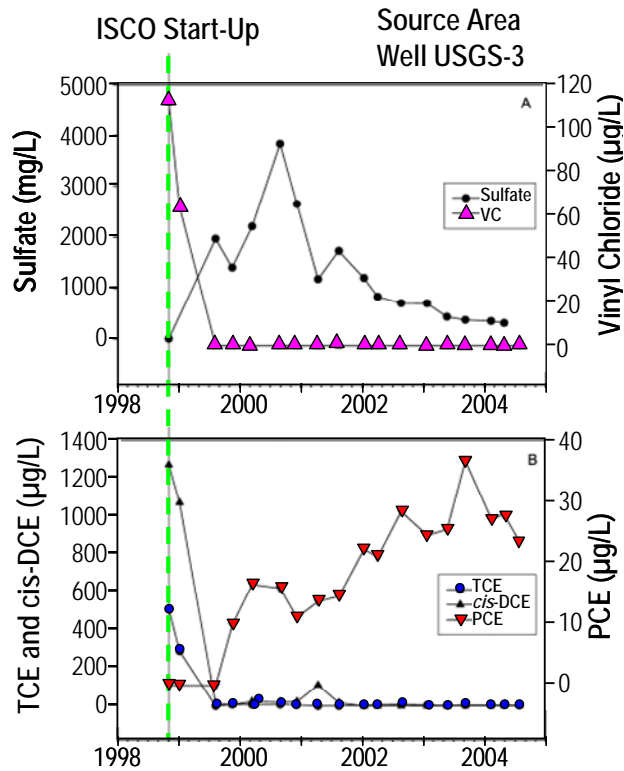 ISCO Start-Up
Source Area
Well USGS-3
5000
4000
3000
2000
1000
0
Sulfate (mg/L)
120
100
80
60
40
20
0
Vinyl Chloride (µg/L)
A
Sulfate
VC
1998
2000
2002
2004
1400
1200
1000
800
600
400
200
0
TCE and cis-DCE (µg/L)
40
30
20
10
0
PCE (µg/L)
B
TCE
cis-DCE
PCE
1998
2000
2002
2004